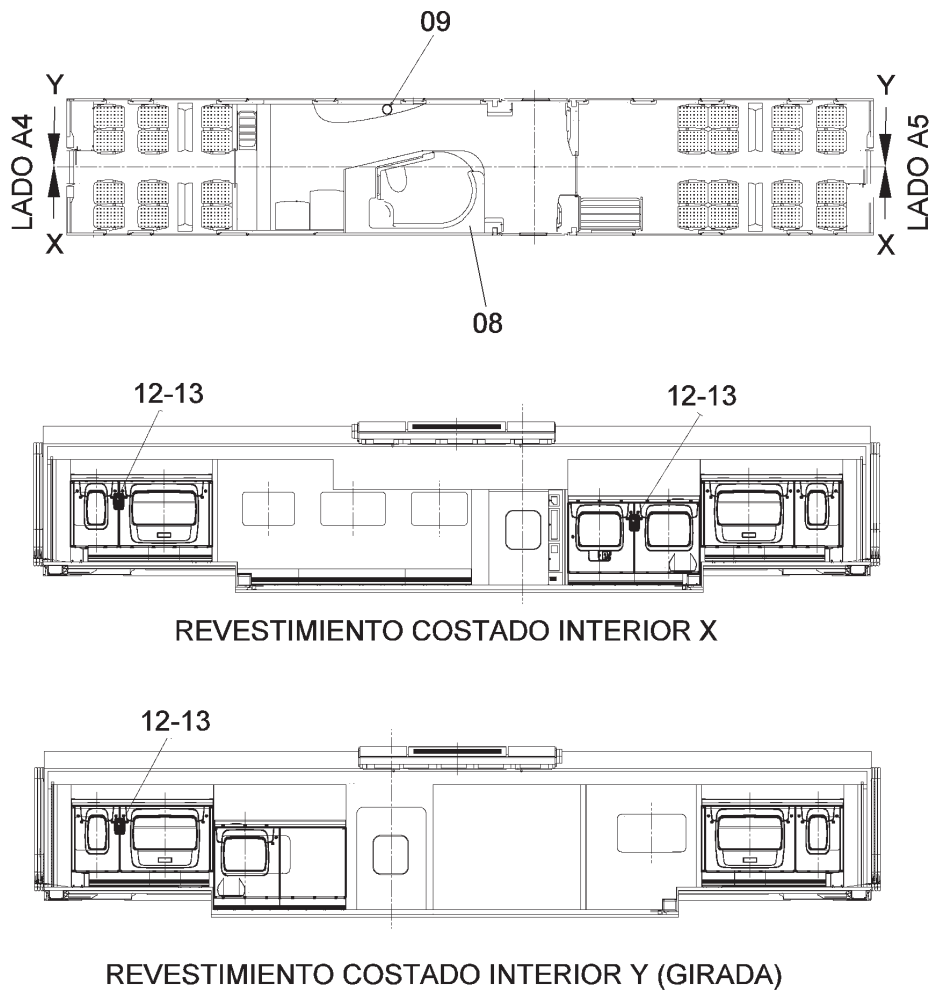 09
Y
Y
LADO A4
LADO A5
X
X
08
12-13
12-13
REVESTIMIENTO COSTADO INTERIOR X
12-13
REVESTIMIENTO COSTADO INTERIOR Y (GIRADA)